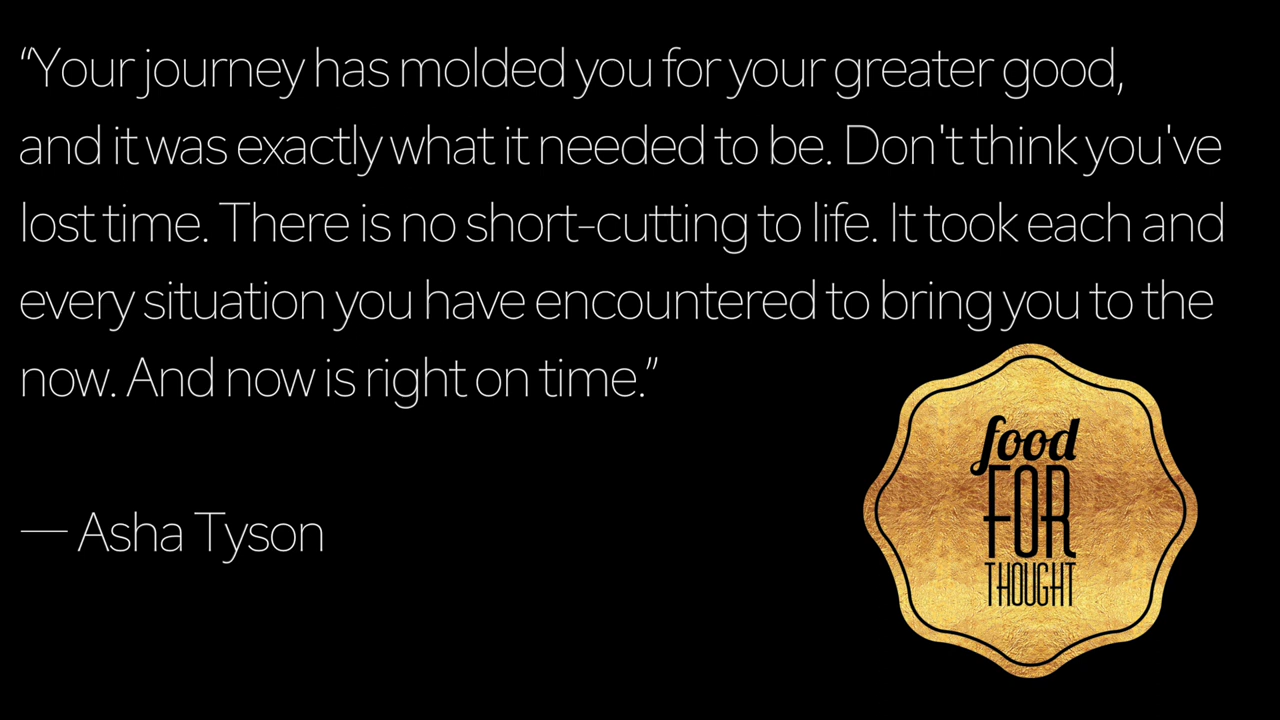 “Your journey has molded you for your greater good,
and it was exactly what it needed to be. Don't think you've
lost time. There is no short-cutting to life. It took each and
every situation you have encountered to bring you to the
now. And now is right on time.”
— Asha Tyson
food
FOR
THOUGHT